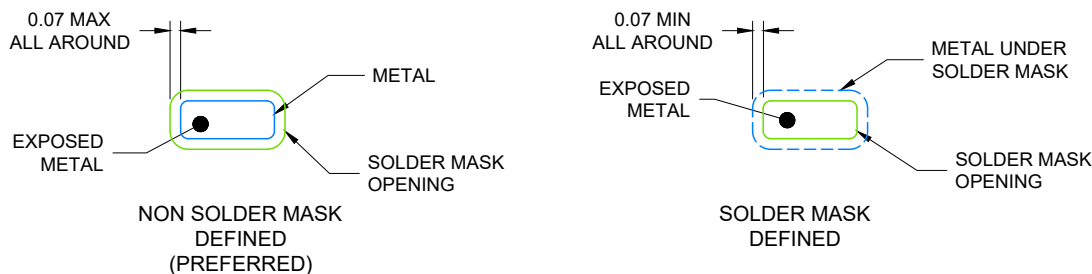 0.07 MAX
ALL AROUND
METAL
EXPOSED
METAL
SOLDER MASK
OPENING
NON SOLDER MASK
DEFINED
(PREFERRED)
0.07 MIN
ALL AROUND
METAL UNDER
SOLDER MASK
EXPOSED
METAL
SOLDER MASK
OPENING
SOLDER MASK
DEFINED